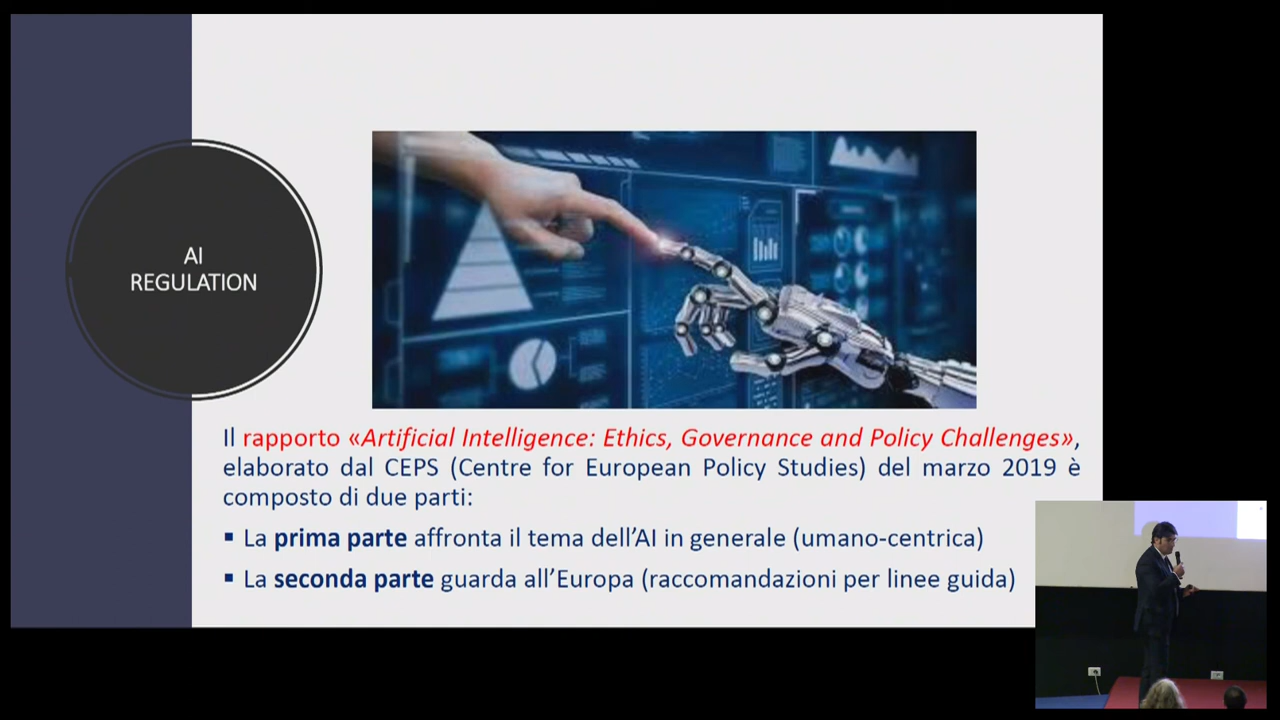 AI
REGULATION
Il rapporto «Artificial Intelligence: Ethics, Governance and Policy Challenges»,
elaborato dal CEPS (Centre for European Policy Studies) del marzo 2019 è
composto di due parti:
▪ La prima parte affronta il tema dell’AI in generale (umano-centrica)
▪ La seconda parte guarda all’Europa (raccomandazioni per linee guida)